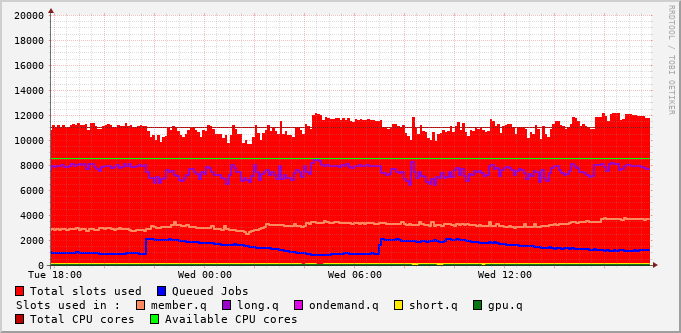 RRDTOOL / TOBI OETIKER
20000
18000
16000
14000
12000
10000
8000
6000
4000
2000
0
Tue 18:00 Wed 00:00 Wed 06:00 Wed 12:00
Total slots used Queued Jobs
Slots used in : member.q long.q ondemand.q short.q gpu.q
Total CPU cores Available CPU cores